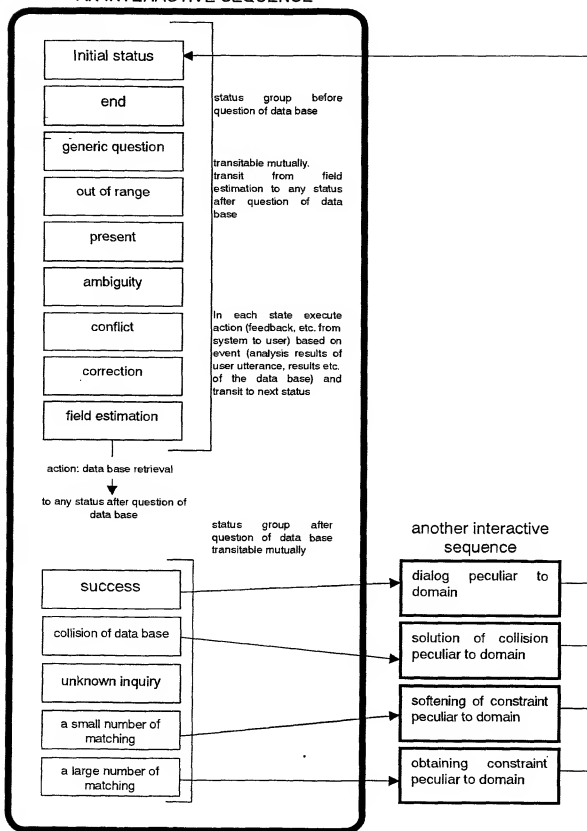 AN INTERACTIVE SEQUENCE
Initial status
end
generic question
out of range
present
ambiguity
conflict
correction
field estimation
status group before
question of data base
transitable mutually.
transit from field
estimation to any status
after question of data
base
In each state execute
action (feedback, etc. from
system to user) based on
event (analysis results of
user utterance, results etc.
of the data base) and
transit to next status
action: data base retrieval
to any status after question of
data base
status group after
question of data base
transitable mutually
success
collision of data base
unknown inquiry
a small number of
matching
a large number of
matching
another interactive
sequence
dialog peculiar to
domain
solution of collision
peculiar to domain
softening of constraint
peculiar to domain
obtaining constraint
peculiar to domain